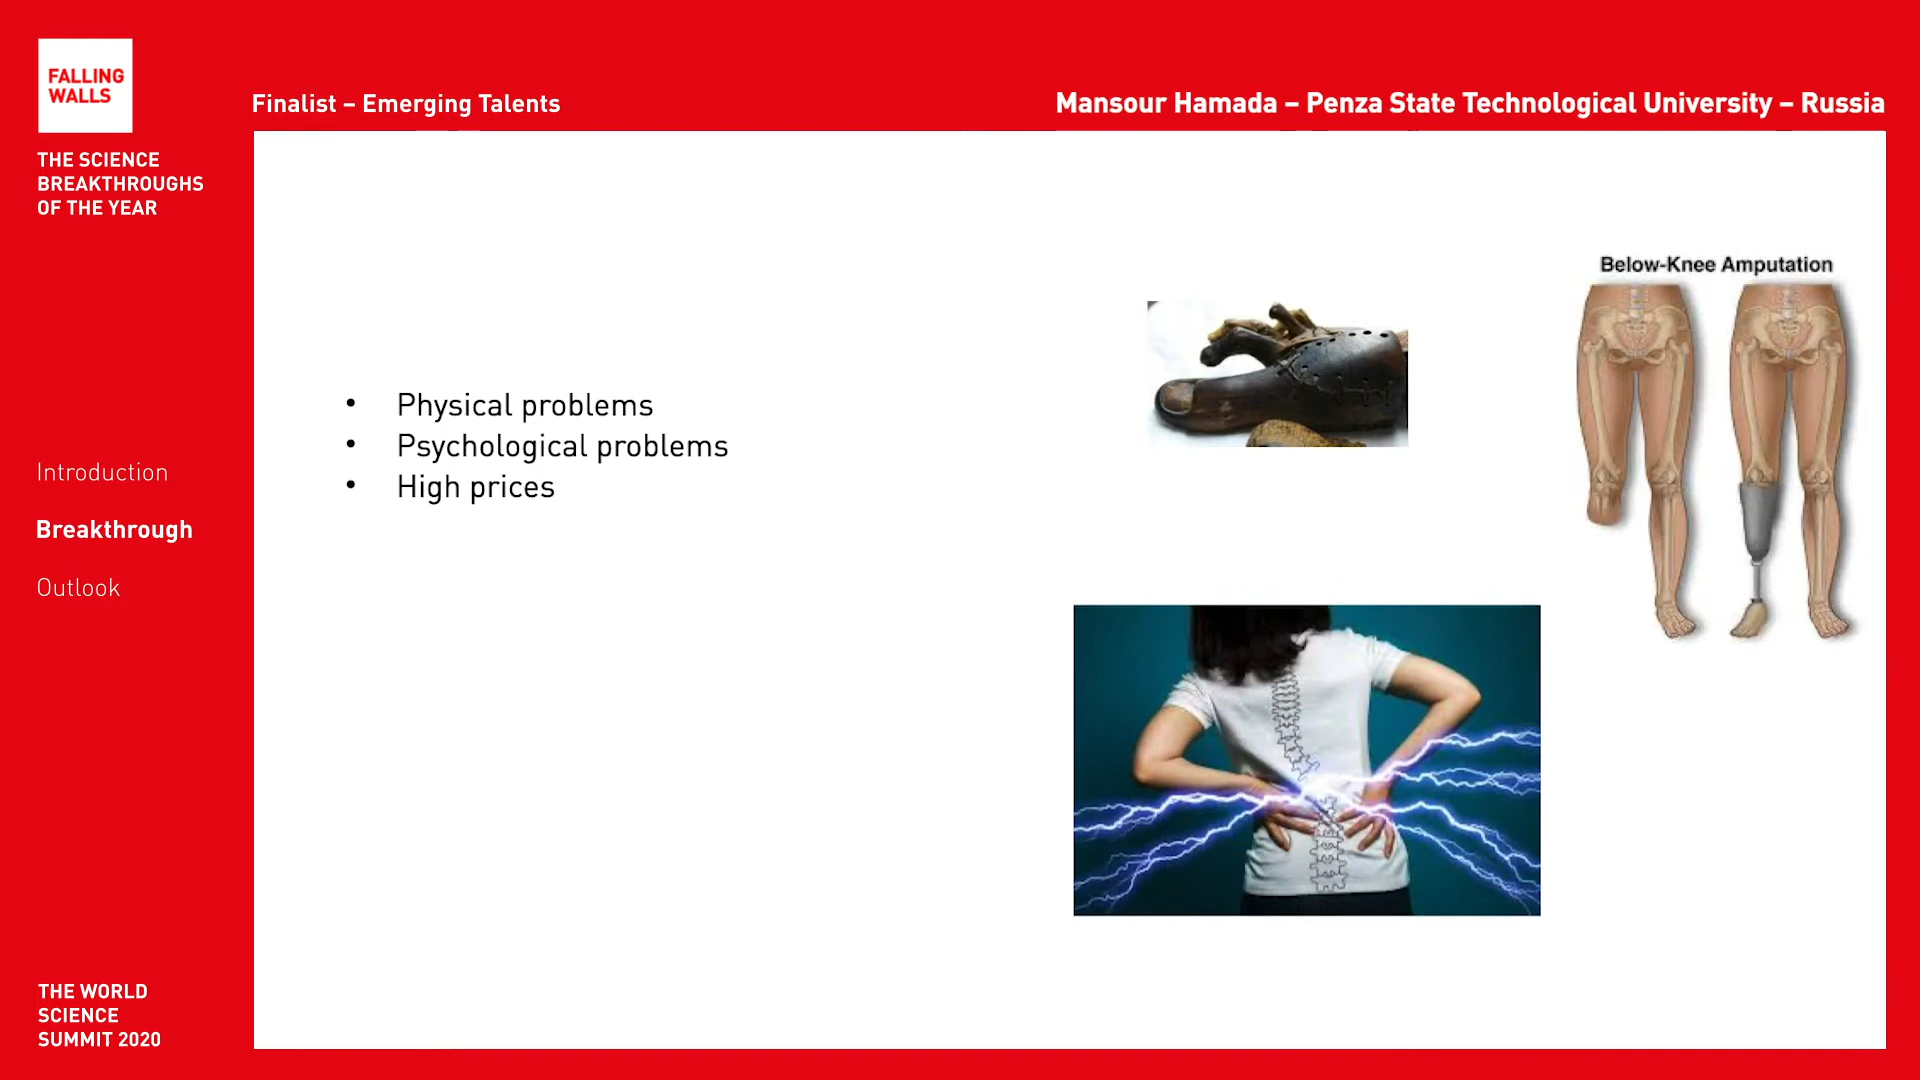 FALLING
WALLS
THE SCIENCE
BREAKTHROUGHS
OF THE YEAR
Finalist – Emerging Talents
Mansour Hamada – Penza State Technological University – Russia
Introduction
Breakthrough
Outlook
• Physical problems
• Psychological problems
• High prices
Below-Knee Amputation
THE WORLD
SCIENCE
SUMMIT 2020